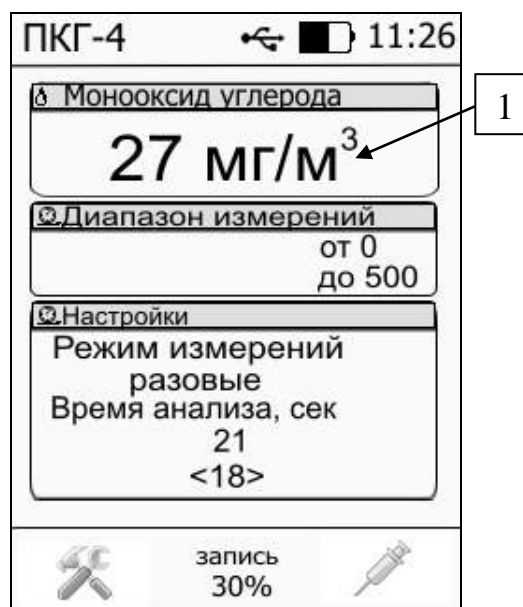 ПКГ-4 11:26
Монооксид углерода
27 мг/м³
1
Диапазон измерений
от 0
до 500
Настройки
Режим измерений
разовые
Время анализа, сек
21
<18>
запись
30%